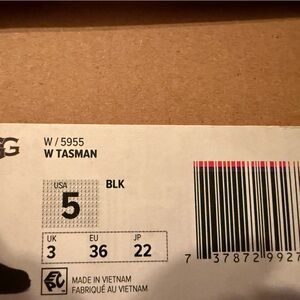 G
W / 5955
W TASMAN
USA
5
BLK
UK EU JP
3 36 22
7 37872 9927
MADE IN VIETNAM
FABRIQUÉ AU VIETNAM